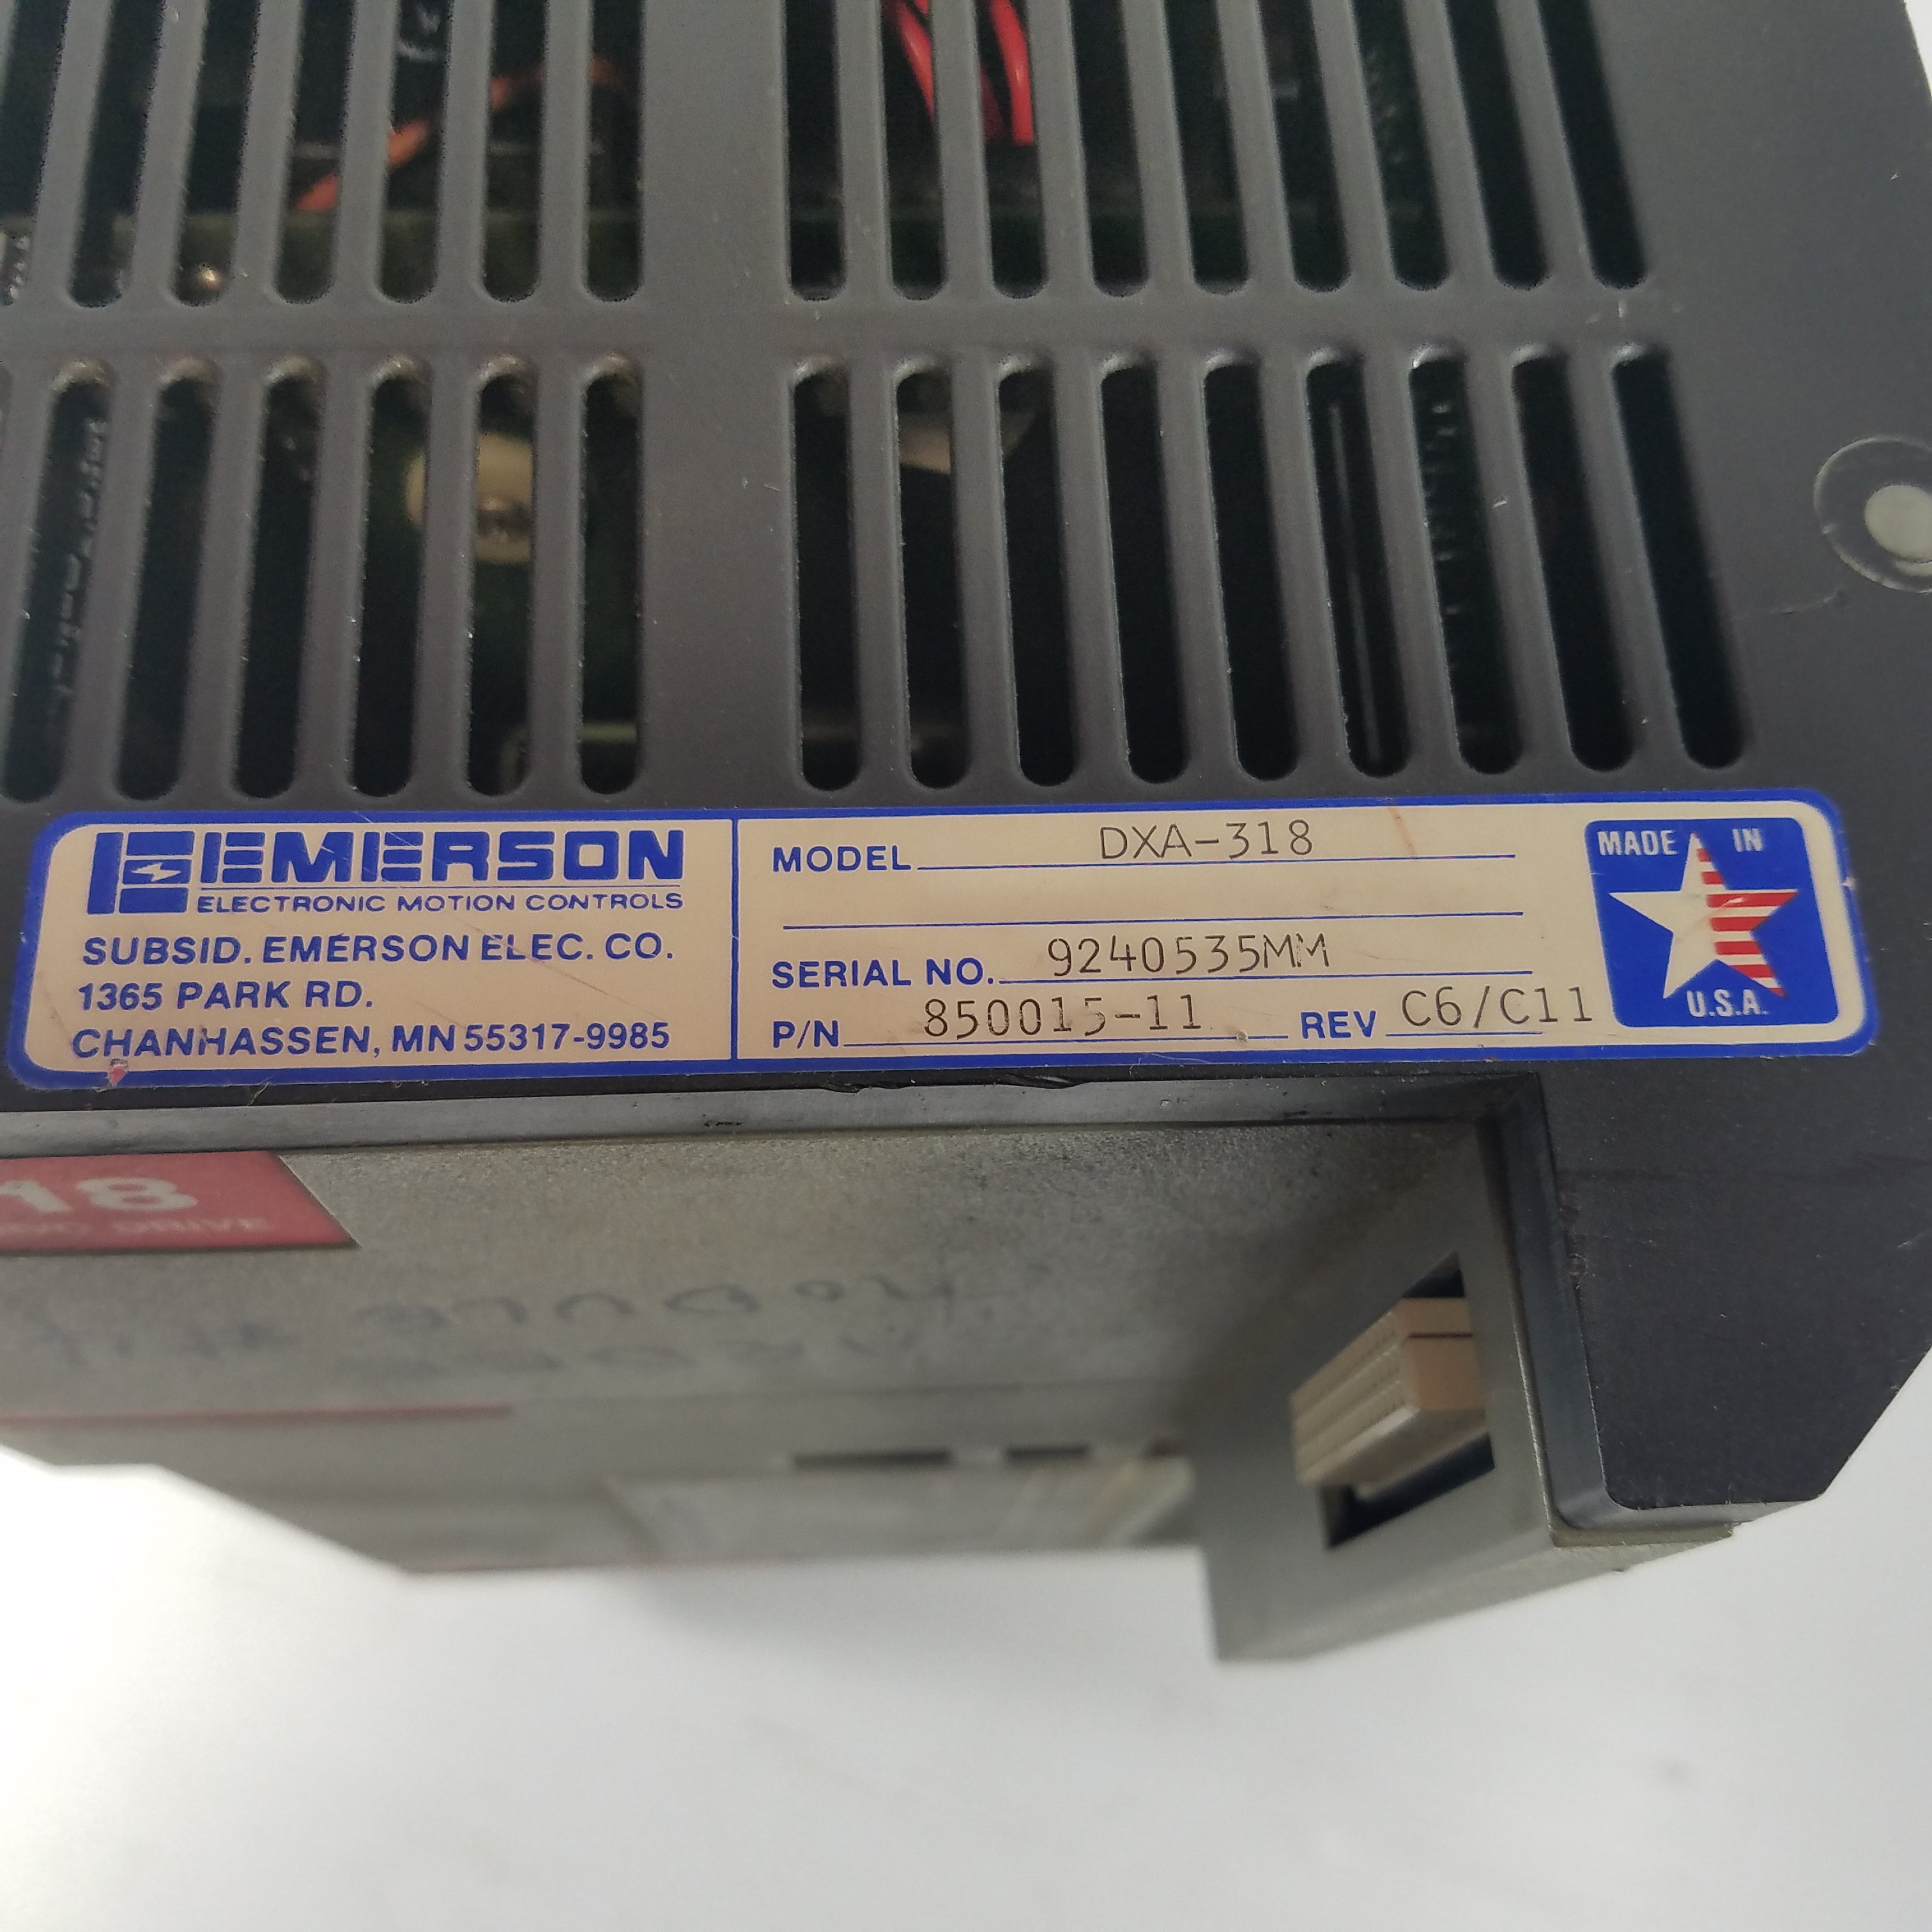 EMERSON
ELECTRONIC MOTION CONTROLS
SUBSID. EMERSON ELEC. CO.
1365 PARK RD.
CHANHASSEN, MN 55317-9985
MODEL DXA-318
SERIAL NO. 9240535MM
P/N 850015-11 REV C6/C11
MADE IN
U.S.A.
18
DRIVE